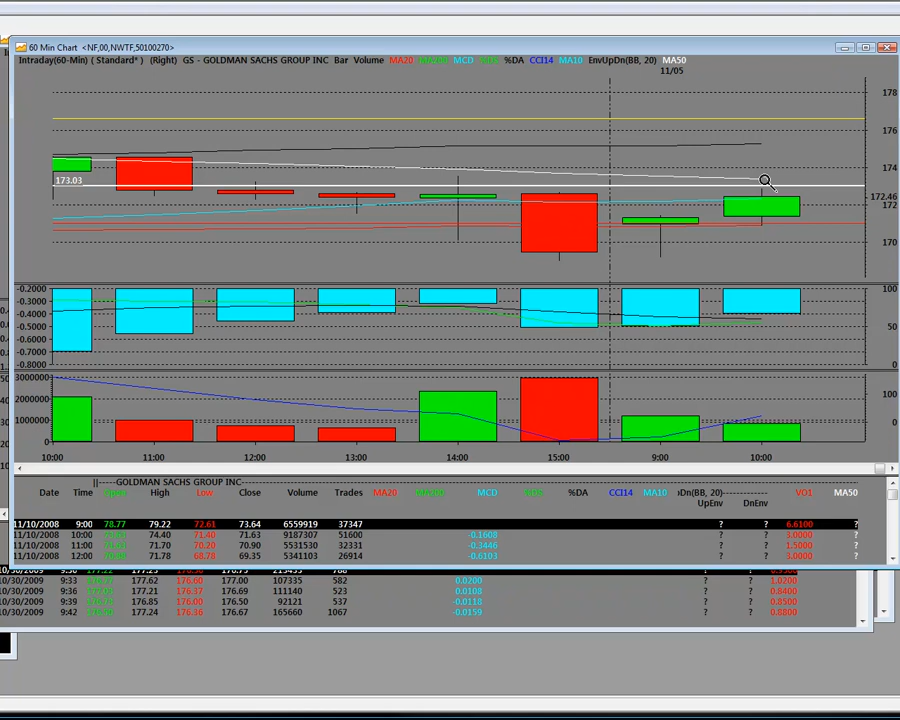 60 Min Chart <NF,00,NWTF,50100270>
Intraday(60-Min) ( Standard* ) (Right) GS - GOLDMAN SACHS GROUP INC Bar Volume MA20 MA200 MCD %DA CCI14 MA10 EnvUpDn(BB, 20) MA50
11/05
178
176
174
173.03
172.46
172
170
-0.2000 100
-0.3000
-0.4000
-0.5000 50
-0.6000
-0.7000
-0.8000 0
3000000
2000000 100
1000000 0
0
10:00 11:00 12:00 13:00 14:00 15:00 9:00 10:00
||-----GOLDMAN SACHS GROUP INC
Date Time High Low Close Volume Trades MA20 MCD %DA CCI14 MA10 ›Dn(BB, 20) VO1 MA50
UpEnv DnEnv
11/10/2008 9:00 78.77 79.22 72.61 73.64 6559919 37347 ? ? 6.6100 ?
11/10/2008 10:00 74.40 71.40 71.63 9187307 51600 -0.1608 ? ? 3.0000 ?
11/10/2008 11:00 70.20 70.90 5531530 32331 -0.3446 ? ? 1.5000 ?
11/10/2008 12:00 71.78 68.78 69.35 5341103 26914 -0.6103 ? ? 3.0000 ?
10/30/2009 9:33 177.62 176.60 177.00 107335 582 0.0200 ? ? 1.0200 ?
10/30/2009 9:36 177.21 176.37 176.69 111140 523 0.0108 ? ? 0.8400 ?
10/30/2009 9:39 176.85 176.00 176.50 92121 537 -0.0118 ? ? 0.8500 ?
10/30/2009 9:42 177.24 176.36 176.67 165660 1067 -0.0159 ? ? 0.8800 ?